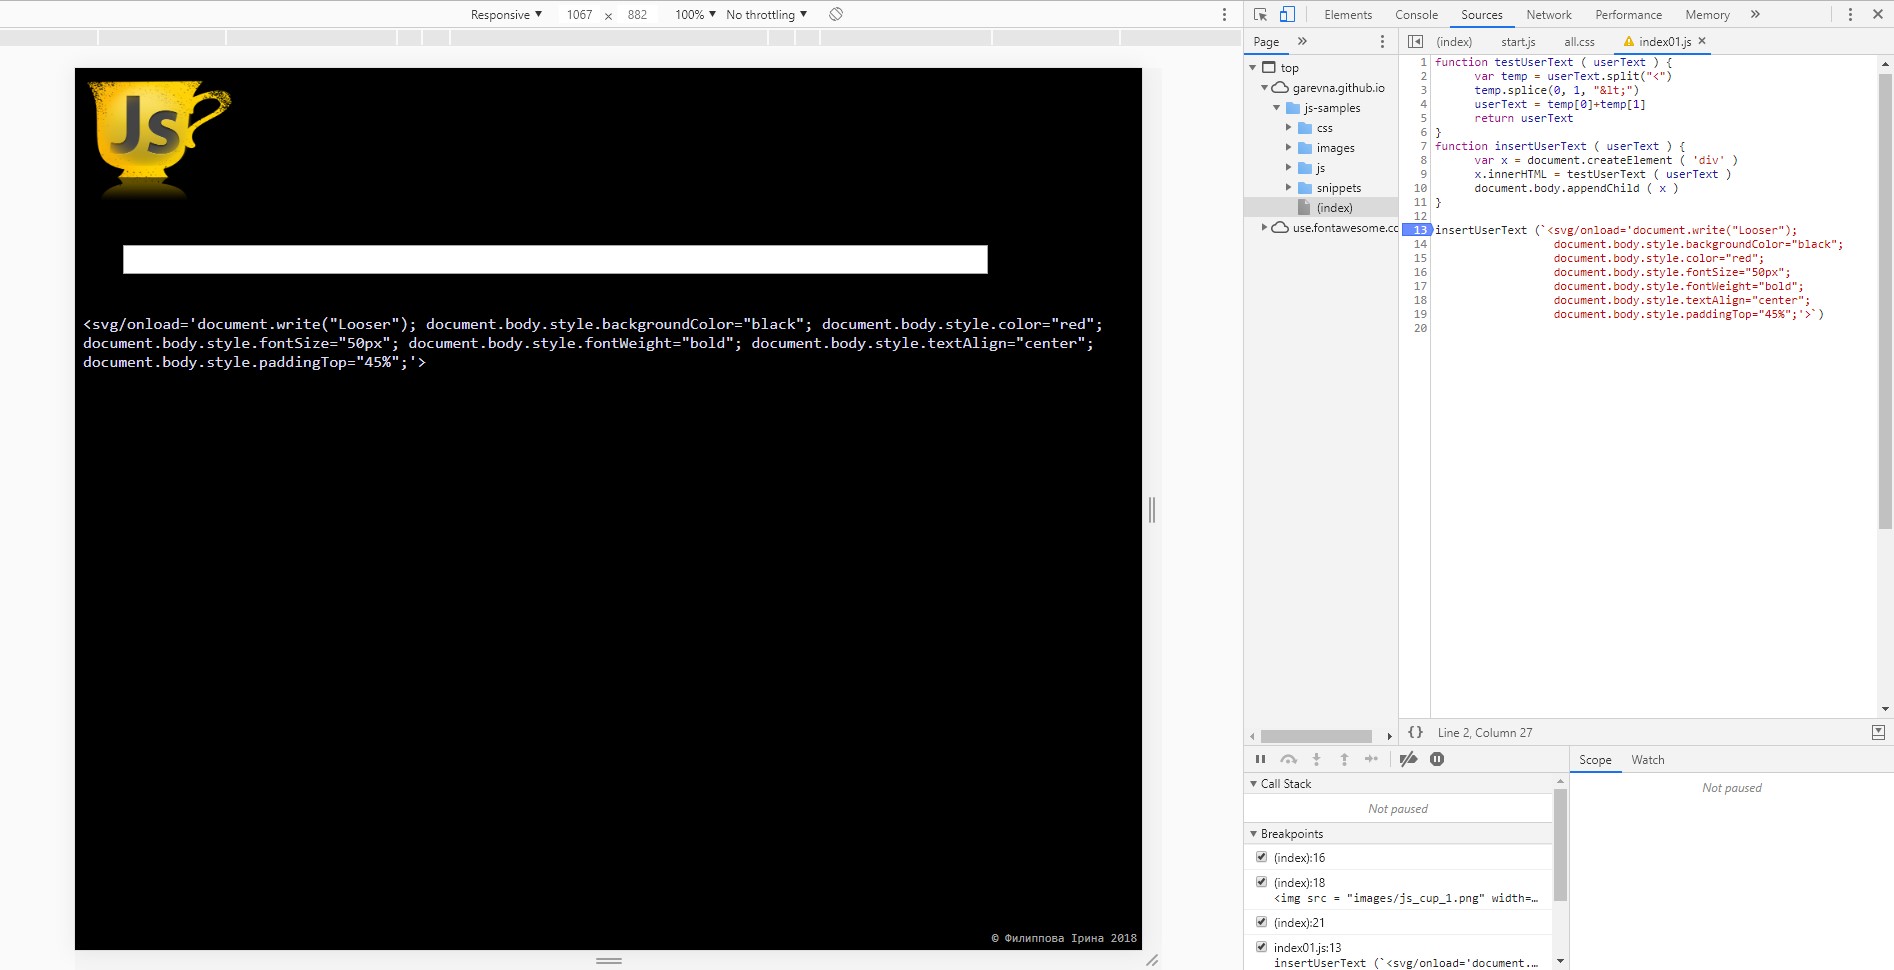 Responsive ▼ 1067 × 882 100% ▼ No throttling ▼
Elements Console Sources Network Performance Memory »
Page »
(index) start.js all.css index01.js ×
top
garevna.github.io
js-samples
css
images
js
snippets
(index)
use.fontawesome.cc
Js
<svg/onload='document.write("Looser"); document.body.style.backgroundColor="black"; document.body.style.color="red";
document.body.style.fontSize="50px"; document.body.style.fontWeight="bold"; document.body.style.textAlign="center";
document.body.style.paddingTop="45%";'>
© Филиппова Ірина 2018
1 function testUserText ( userText ) {
2 var temp = userText.split("<")
3 temp.splice(0, 1, "&lt;")
4 userText = temp[0]+temp[1]
5 return userText
6 }
7 function insertUserText ( userText ) {
8 var x = document.createElement ( 'div' )
9 x.innerHTML = testUserText ( userText )
10 document.body.appendChild ( x )
11 }
12
13 insertUserText (`<svg/onload='document.write("Looser");
14 document.body.style.backgroundColor="black";
15 document.body.style.color="red";
16 document.body.style.fontSize="50px";
17 document.body.style.fontWeight="bold";
18 document.body.style.textAlign="center";
19 document.body.style.paddingTop="45%";'>`)
20
{} Line 2, Column 27
Call Stack
Not paused
Breakpoints
(index):16
(index):18
<img src = "images/js_cup_1.png" width=…
(index):21
index01.js:13
insertUserText (`<svg/onload='document.…
Scope Watch
Not paused